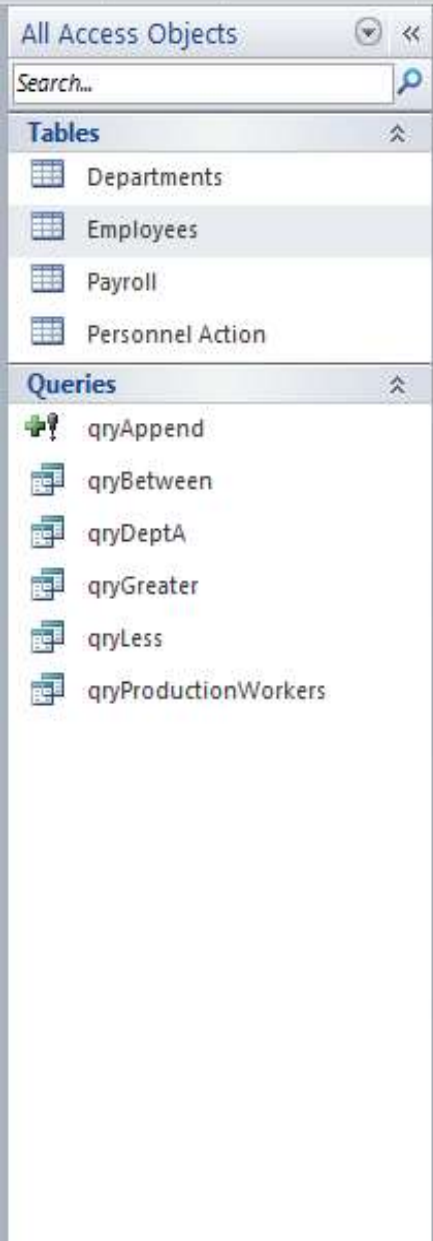 All Access Objects
Search...
Tables
Departments
Employees
Payroll
Personnel Action
Queries
qryAppend
qryBetween
qryDeptA
qryGreater
qryLess
qryProductionWorkers